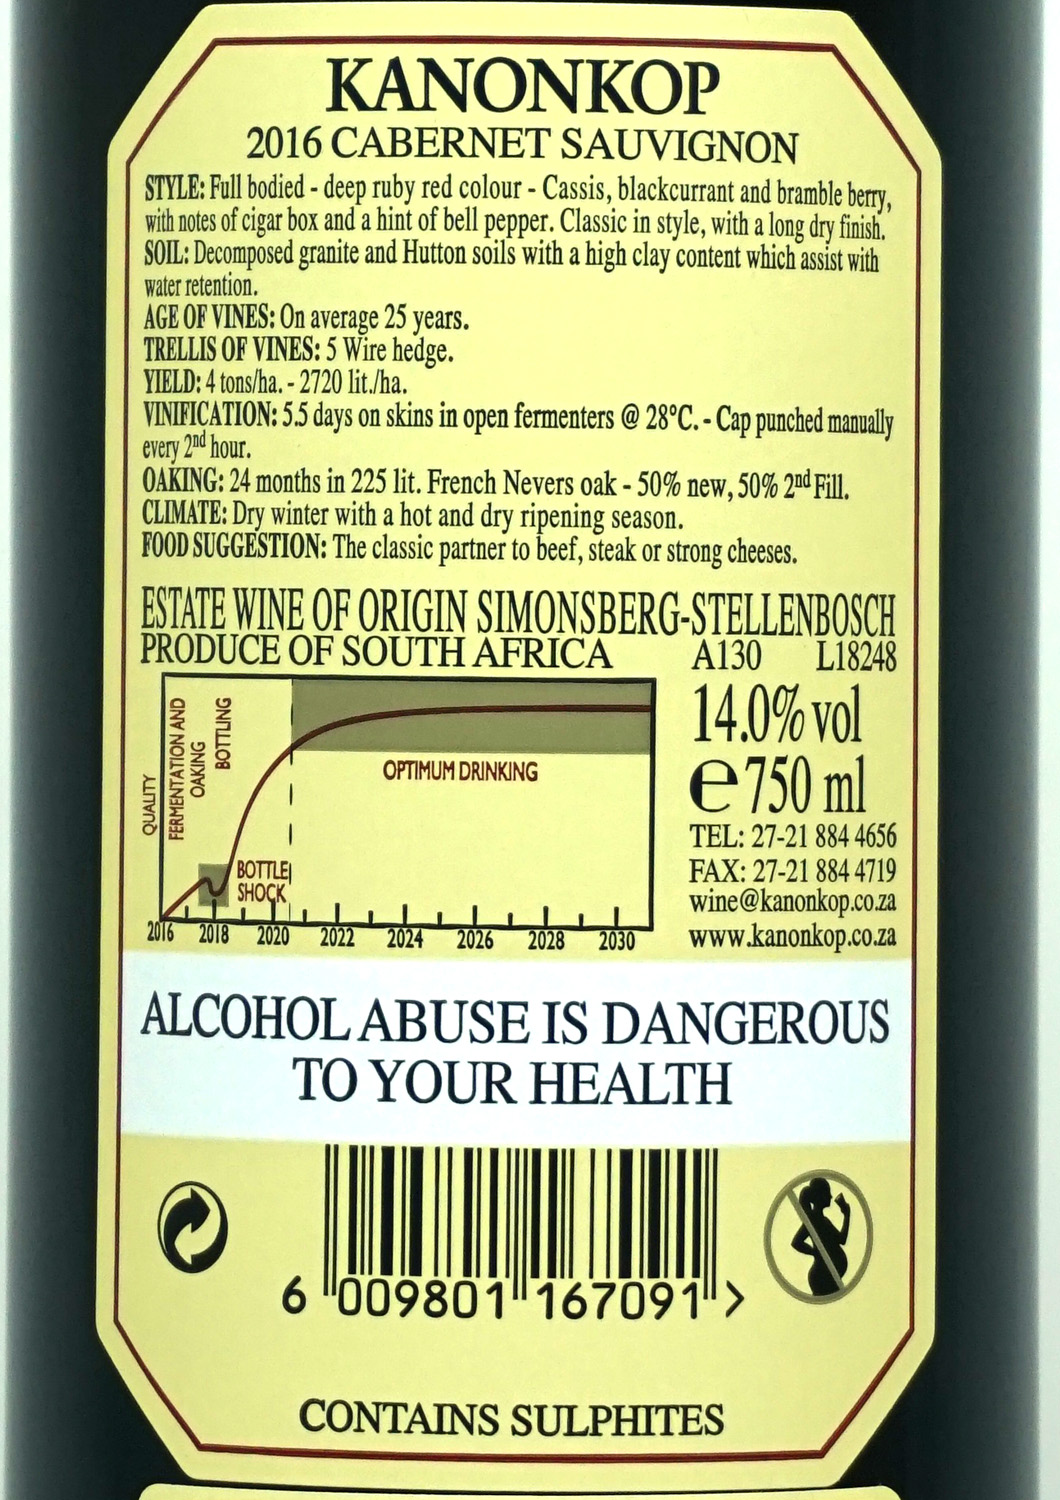 KANONKOP
2016 CABERNET SAUVIGNON
STYLE: Full bodied - deep ruby red colour - Cassis, blackcurrant and bramble berry,
with notes of cigar box and a hint of bell pepper. Classic in style, with a long dry finish.
SOIL: Decomposed granite and Hutton soils with a high clay content which assist with
water retention.
AGE OF VINES: On average 25 years.
TRELLIS OF VINES: 5 Wire hedge.
YIELD: 4 tons/ha. - 2720 lit./ha.
VINIFICATION: 5.5 days on skins in open fermenters @ 28°C. - Cap punched manually
every 2nd hour.
OAKING: 24 months in 225 lit. French Nevers oak - 50% new, 50% 2nd Fill.
CLIMATE: Dry winter with a hot and dry ripening season.
FOOD SUGGESTION: The classic partner to beef, steak or strong cheeses.
ESTATE WINE OF ORIGIN SIMONSBERG-STELLENBOSCH
PRODUCE OF SOUTH AFRICA A130 L18248
QUALITY
FERMENTATION AND
OAKING
BOTTLING
OPTIMUM DRINKING
BOTTLE
SHOCK
2016 2018 2020 2022 2024 2026 2028 2030
14.0% vol
e 750 ml
TEL: 27-21 884 4656
FAX: 27-21 884 4719
wine@kanonkop.co.za
www.kanonkop.co.za
ALCOHOL ABUSE IS DANGEROUS
TO YOUR HEALTH
6 009801 167091 >
CONTAINS SULPHITES